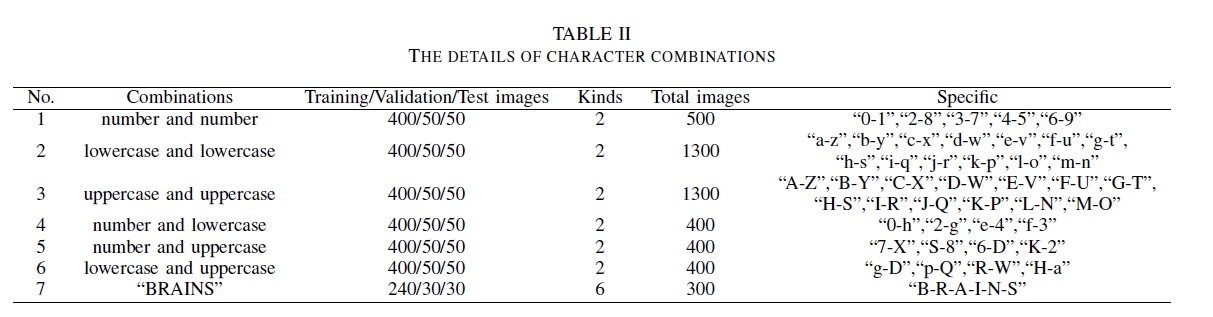 TABLE II
THE DETAILS OF CHARACTER COMBINATIONS
No. Combinations Training/Validation/Test images Kinds Total images Specific
1 number and number 400/50/50 2 500 “0-1”,“2-8”,“3-7”,“4-5”,“6-9”
2 lowercase and lowercase 400/50/50 2 1300 “a-z”,“b-y”,“c-x”,“d-w”,“e-v”,“f-u”,“g-t”,
“h-s”,“i-q”,“j-r”,“k-p”,“l-o”,“m-n”
3 uppercase and uppercase 400/50/50 2 1300 “A-Z”,“B-Y”,“C-X”,“D-W”,“E-V”,“F-U”,“G-T”,
“H-S”,“I-R”,“J-Q”,“K-P”,“L-N”,“M-O”
4 number and lowercase 400/50/50 2 400 “0-h”,“2-g”,“e-4”,“f-3”
5 number and uppercase 400/50/50 2 400 “7-X”,“S-8”,“6-D”,“K-2”
6 lowercase and uppercase 400/50/50 2 400 “g-D”,“p-Q”,“R-W”,“H-a”
7 “BRAINS” 240/30/30 6 300 “B-R-A-I-N-S”